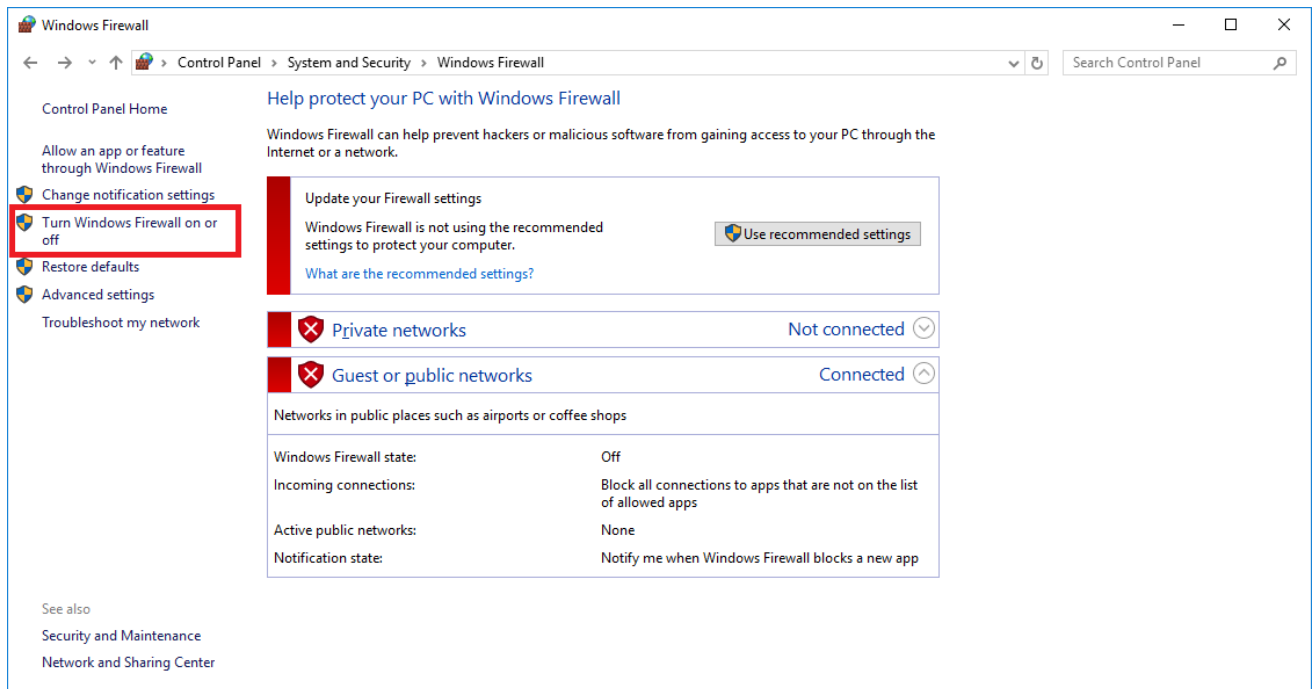 Windows Firewall
Control Panel > System and Security > Windows Firewall
Search Control Panel
Control Panel Home
Allow an app or feature
through Windows Firewall
Change notification settings
Turn Windows Firewall on or
off
Restore defaults
Advanced settings
Troubleshoot my network
See also
Security and Maintenance
Network and Sharing Center
Help protect your PC with Windows Firewall
Windows Firewall can help prevent hackers or malicious software from gaining access to your PC through the
Internet or a network.
Update your Firewall settings
Windows Firewall is not using the recommended
settings to protect your computer.
Use recommended settings
What are the recommended settings?
Private networks Not connected
Guest or public networks Connected
Networks in public places such as airports or coffee shops
Windows Firewall state: Off
Incoming connections: Block all connections to apps that are not on the list
of allowed apps
Active public networks: None
Notification state: Notify me when Windows Firewall blocks a new app